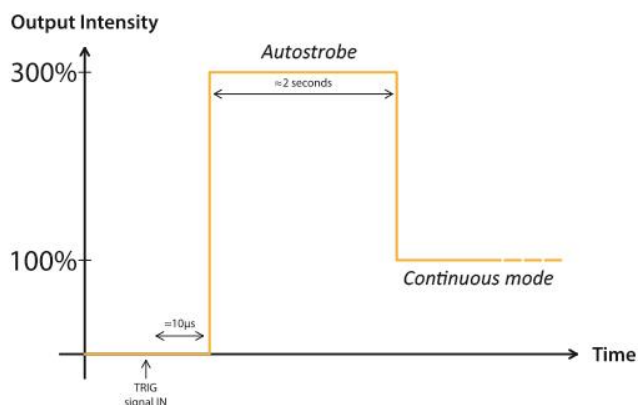 Output Intensity
Autostrobe
300%
≈2 seconds
100%
Continuous mode
≈10µs
Time
TRIG
signal IN